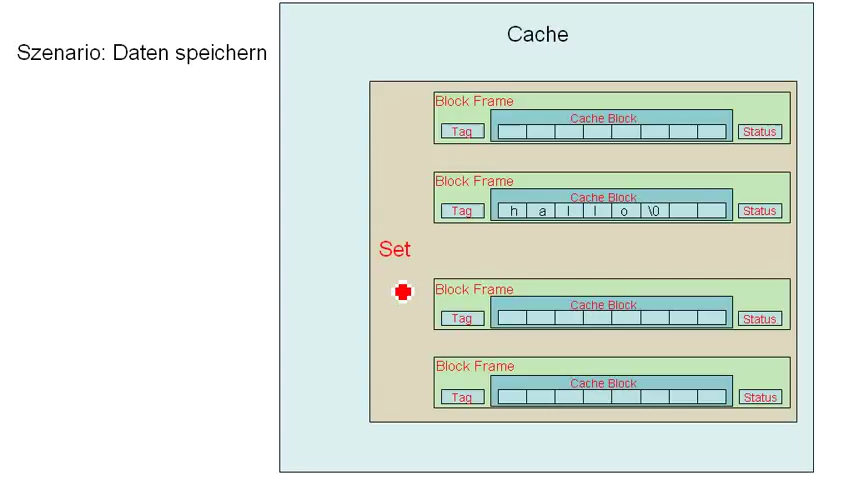 Cache
Szenario: Daten speichern
Block Frame
Cache Block
Tag
Status
Block Frame
Cache Block
Tag
h a l l o \0
Status
Set
Block Frame
Cache Block
Tag
Status
Block Frame
Cache Block
Tag
Status